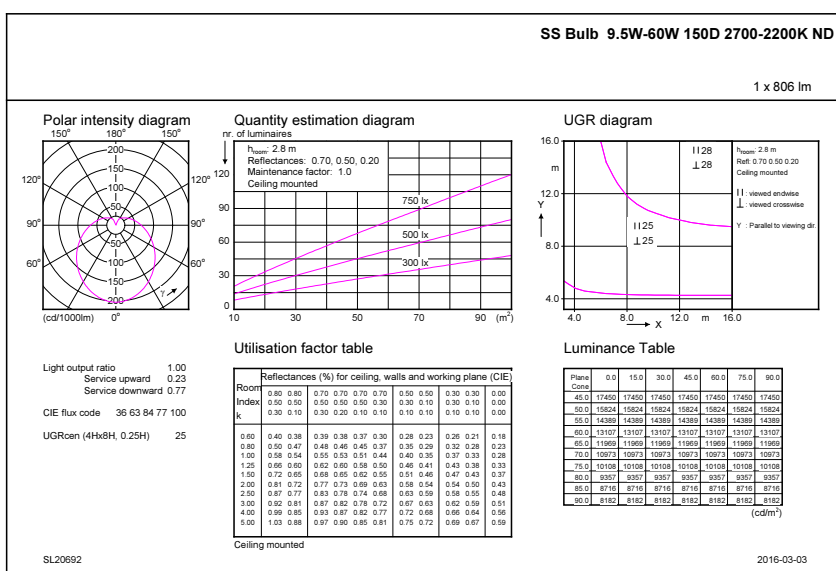 SS Bulb 9.5W-60W 150D 2700-2200K ND
1 x 806 lm
Polar intensity diagram
150° 180° 150°
200
150
120° 120°
100
50
90° 90°
50
60° 60°
100
150
200
γ
(cd/1000lm) 0°
Quantity estimation diagram
nr. of luminaires
hroom: 2.8 m
Reflectances: 0.70, 0.50, 0.20
Maintenance factor: 1.0
Ceiling mounted
120
750 lx
90
500 lx
60
300 lx
30
0
10 30 50 70 90 (m²)
UGR diagram
16.0
m
12.0
Y
8.0
4.0
II 28
⊥ 28
II 25
⊥ 25
4.0 8.0 12.0 m 16.0
X
hroom: 2.8 m
Refl: 0.70 0.50 0.20
Ceiling mounted
II : viewed endwise
⊥ : viewed crosswise
Y : Parallel to viewing dir.
Light output ratio 1.00
Service upward 0.23
Service downward 0.77
CIE flux code 36 63 84 77 100
UGRcen (4Hx8H, 0.25H) 25
Utilisation factor table
Reflectances (%) for ceiling, walls and working plane (CIE)
Room
Index
k
0.80 0.80 0.70 0.70 0.70 0.70 0.50 0.50 0.30 0.30 0.00
0.50 0.50 0.50 0.50 0.50 0.30 0.30 0.10 0.30 0.10 0.00
0.30 0.10 0.30 0.20 0.10 0.10 0.10 0.10 0.10 0.10 0.00
0.60 0.40 0.38 0.39 0.38 0.37 0.30 0.28 0.23 0.26 0.21 0.18
0.80 0.50 0.47 0.48 0.46 0.45 0.37 0.35 0.29 0.32 0.28 0.23
1.00 0.58 0.54 0.55 0.53 0.51 0.44 0.40 0.35 0.37 0.33 0.28
1.25 0.66 0.60 0.62 0.60 0.58 0.50 0.46 0.41 0.43 0.38 0.33
1.50 0.72 0.65 0.68 0.65 0.62 0.55 0.51 0.46 0.47 0.43 0.37
2.00 0.81 0.72 0.77 0.73 0.69 0.63 0.58 0.54 0.54 0.50 0.43
2.50 0.87 0.77 0.83 0.78 0.74 0.68 0.63 0.59 0.58 0.55 0.48
3.00 0.92 0.81 0.87 0.82 0.78 0.72 0.67 0.63 0.62 0.59 0.51
4.00 0.99 0.85 0.93 0.87 0.82 0.77 0.72 0.68 0.66 0.64 0.56
5.00 1.03 0.88 0.97 0.90 0.85 0.81 0.75 0.72 0.69 0.67 0.59
Ceiling mounted
Luminance Table
Plane 0.0 15.0 30.0 45.0 60.0 75.0 90.0
Cone
45.0 17450 17450 17450 17450 17450 17450 17450
50.0 15824 15824 15824 15824 15824 15824 15824
55.0 14389 14389 14389 14389 14389 14389 14389
60.0 13107 13107 13107 13107 13107 13107 13107
65.0 11969 11969 11969 11969 11969 11969 11969
70.0 10973 10973 10973 10973 10973 10973 10973
75.0 10108 10108 10108 10108 10108 10108 10108
80.0 9357 9357 9357 9357 9357 9357 9357
85.0 8716 8716 8716 8716 8716 8716 8716
90.0 8182 8182 8182 8182 8182 8182 8182
(cd/m²)
SL20692
2016-03-03